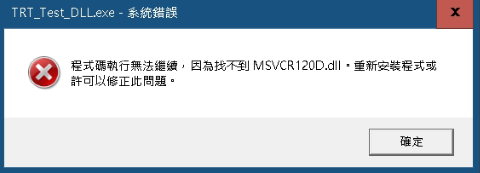 TRT_Test_DLL.exe - 系統錯誤
x
程式碼執行無法繼續，因為找不到 MSVCR120D.dll。重新安裝程式或
許可以修正此問題。
確定